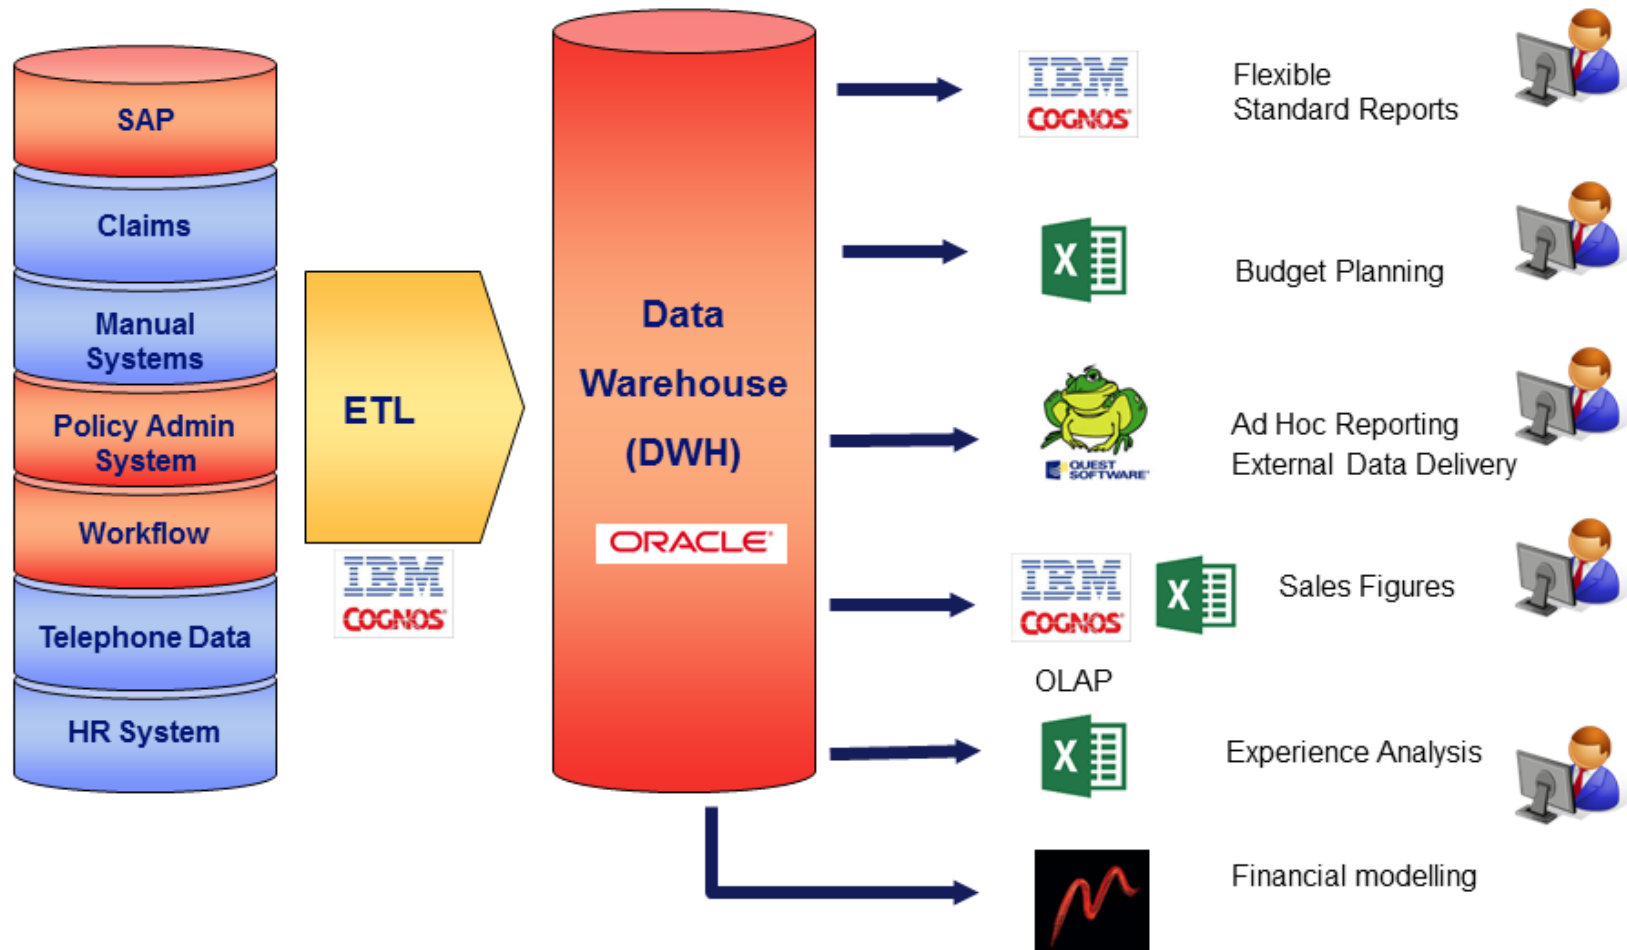 SAP
Claims
Manual
Systems
Policy Admin
System
Workflow
Telephone Data
HR System
ETL
IBM
COGNOS®
Data
Warehouse
(DWH)
ORACLE®
IBM
COGNOS®
Flexible
Standard Reports
X
Budget Planning
QUEST
SOFTWARE®
Ad Hoc Reporting
External Data Delivery
IBM
COGNOS®
X
Sales Figures
OLAP
X
Experience Analysis
Financial modelling